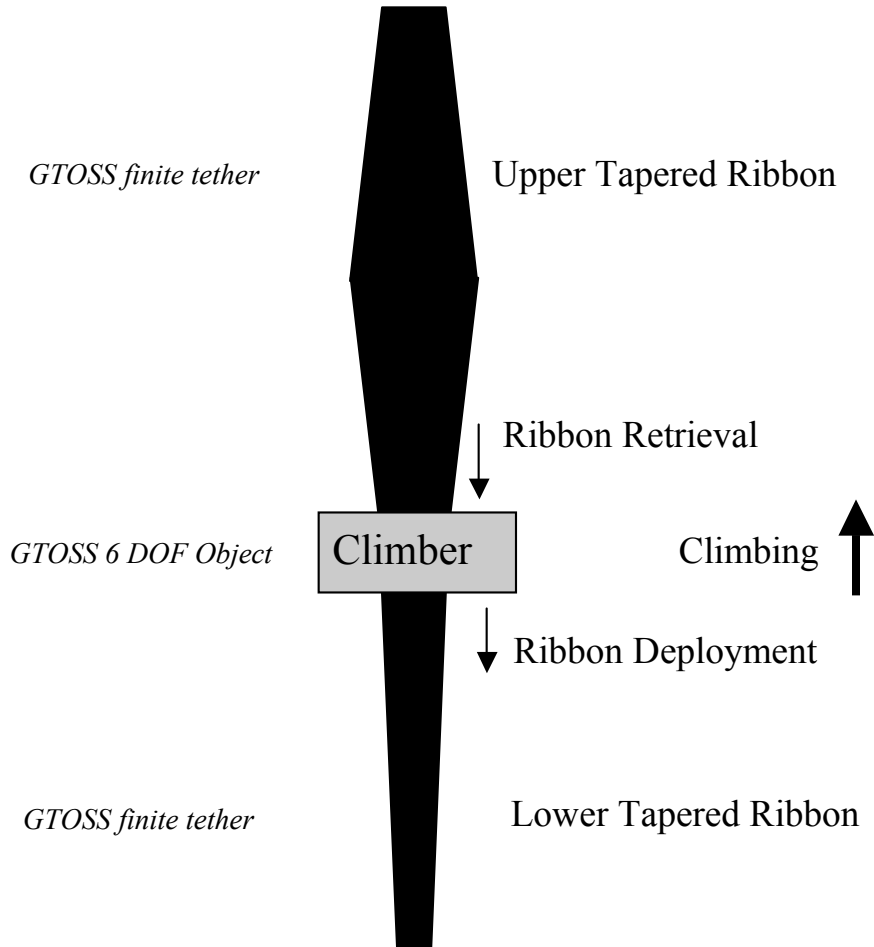 GTOSS finite tether
Upper Tapered Ribbon
Ribbon Retrieval
GTOSS 6 DOF Object
Climber
Climbing
Ribbon Deployment
GTOSS finite tether
Lower Tapered Ribbon